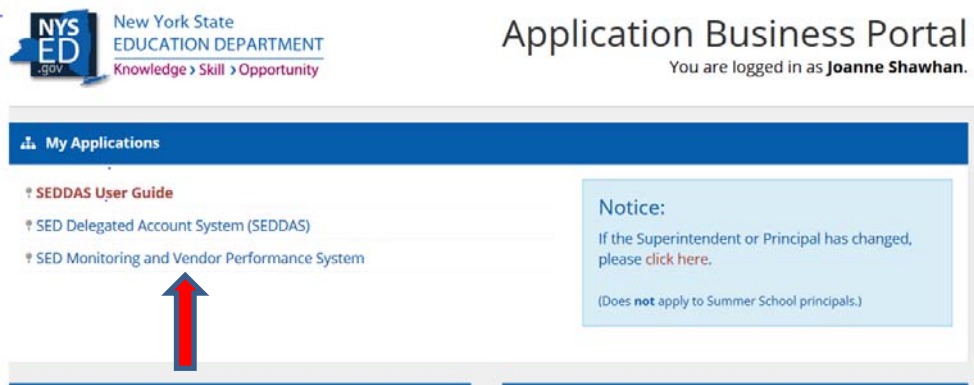 NYS
ED
.gov
New York State
EDUCATION DEPARTMENT
Knowledge > Skill > Opportunity
Application Business Portal
You are logged in as Joanne Shawhan.
My Applications
SEDDAS User Guide
SED Delegated Account System (SEDDAS)
SED Monitoring and Vendor Performance System
Notice:
If the Superintendent or Principal has changed,
please click here.
(Does not apply to Summer School principals.)